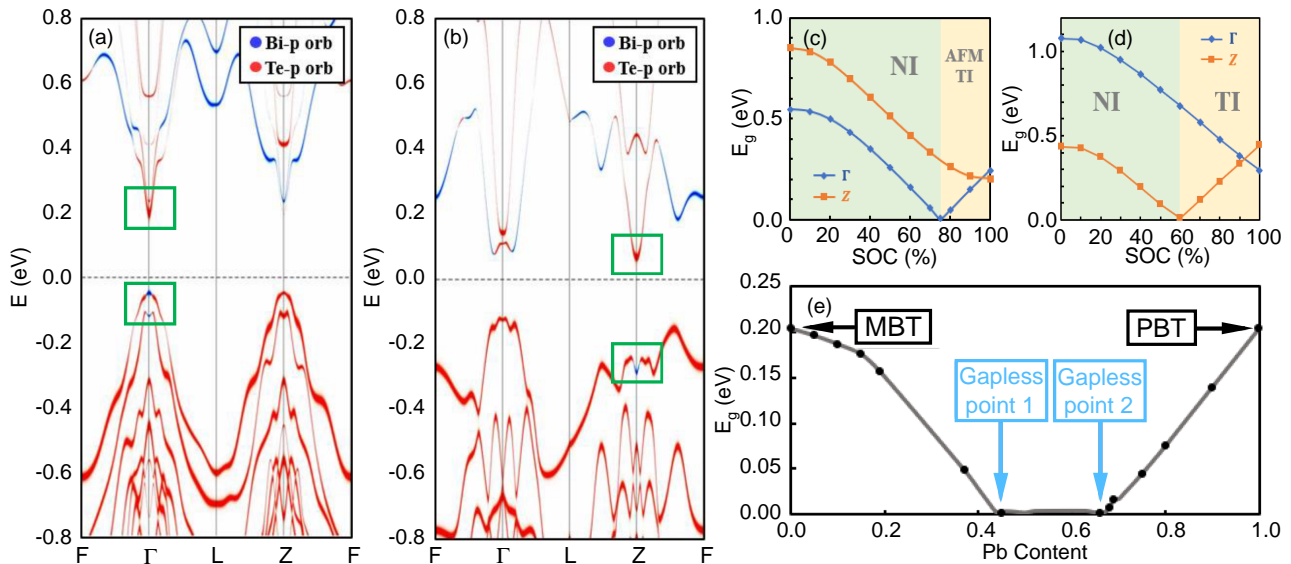 (a)
Bi-p orb
Te-p orb
0.8
0.6
0.4
0.2
0.0
-0.2
-0.4
-0.6
-0.8
E (eV)
F Γ L Z F
(b)
Bi-p orb
Te-p orb
0.8
0.6
0.4
0.2
0.0
-0.2
-0.4
-0.6
-0.8
E (eV)
F Γ L Z F
(c)
NI
AFM
TI
Γ
Z
1.0
0.5
0.0
E_g (eV)
0 20 40 60 80 100
SOC (%)
(d)
Γ
Z
NI
TI
1.0
0.5
0.0
E_g (eV)
0 20 40 60 80 100
SOC (%)
(e)
MBT
PBT
Gapless
point 1
Gapless
point 2
0.25
0.20
0.15
0.10
0.05
0.00
E_g (eV)
0.0 0.2 0.4 0.6 0.8 1.0
Pb Content